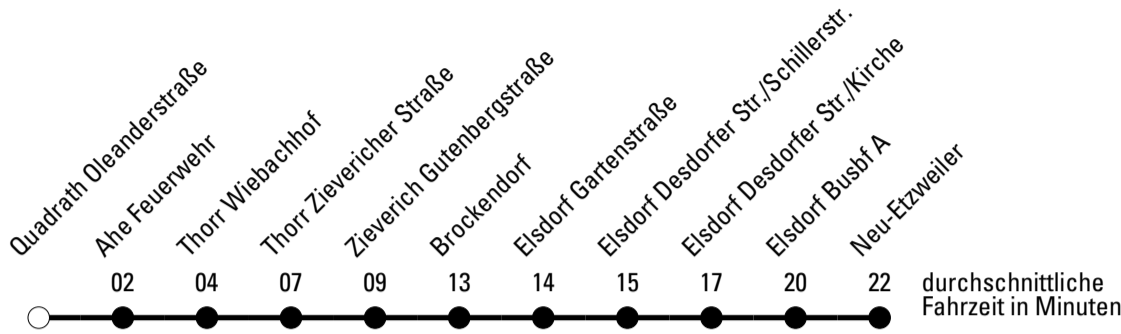 Quadrath Oleanderstraße
Ahe Feuerwehr
Thorr Wiebachhof
Thorr Zievericher Straße
Zieverich Gutenbergstraße
Brockendorf
Elsdorf Gartenstraße
Elsdorf Desdorfer Str./Schillerstr.
Elsdorf Desdorfer Str./Kirche
Elsdorf Busbf A
Neu-Etzweiler
02 04 07 09 13 14 15 17 20 22
durchschnittliche
Fahrzeit in Minuten